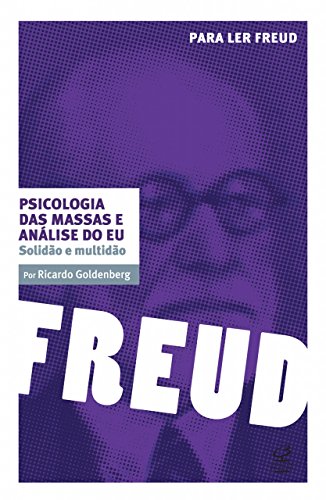 PARA LER FREUD
PSICOLOGIA
DAS MASSAS E
ANÁLISE DO EU
Solidão e multidão
Por Ricardo Goldenberg
FREUD